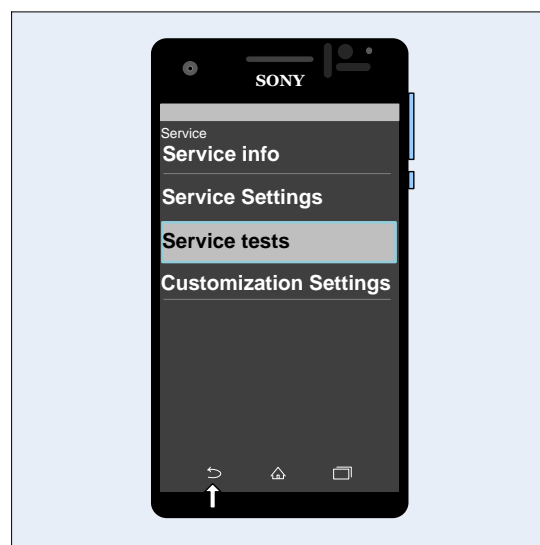 SONY
Service
Service info
Service Settings
Service tests
Customization Settings